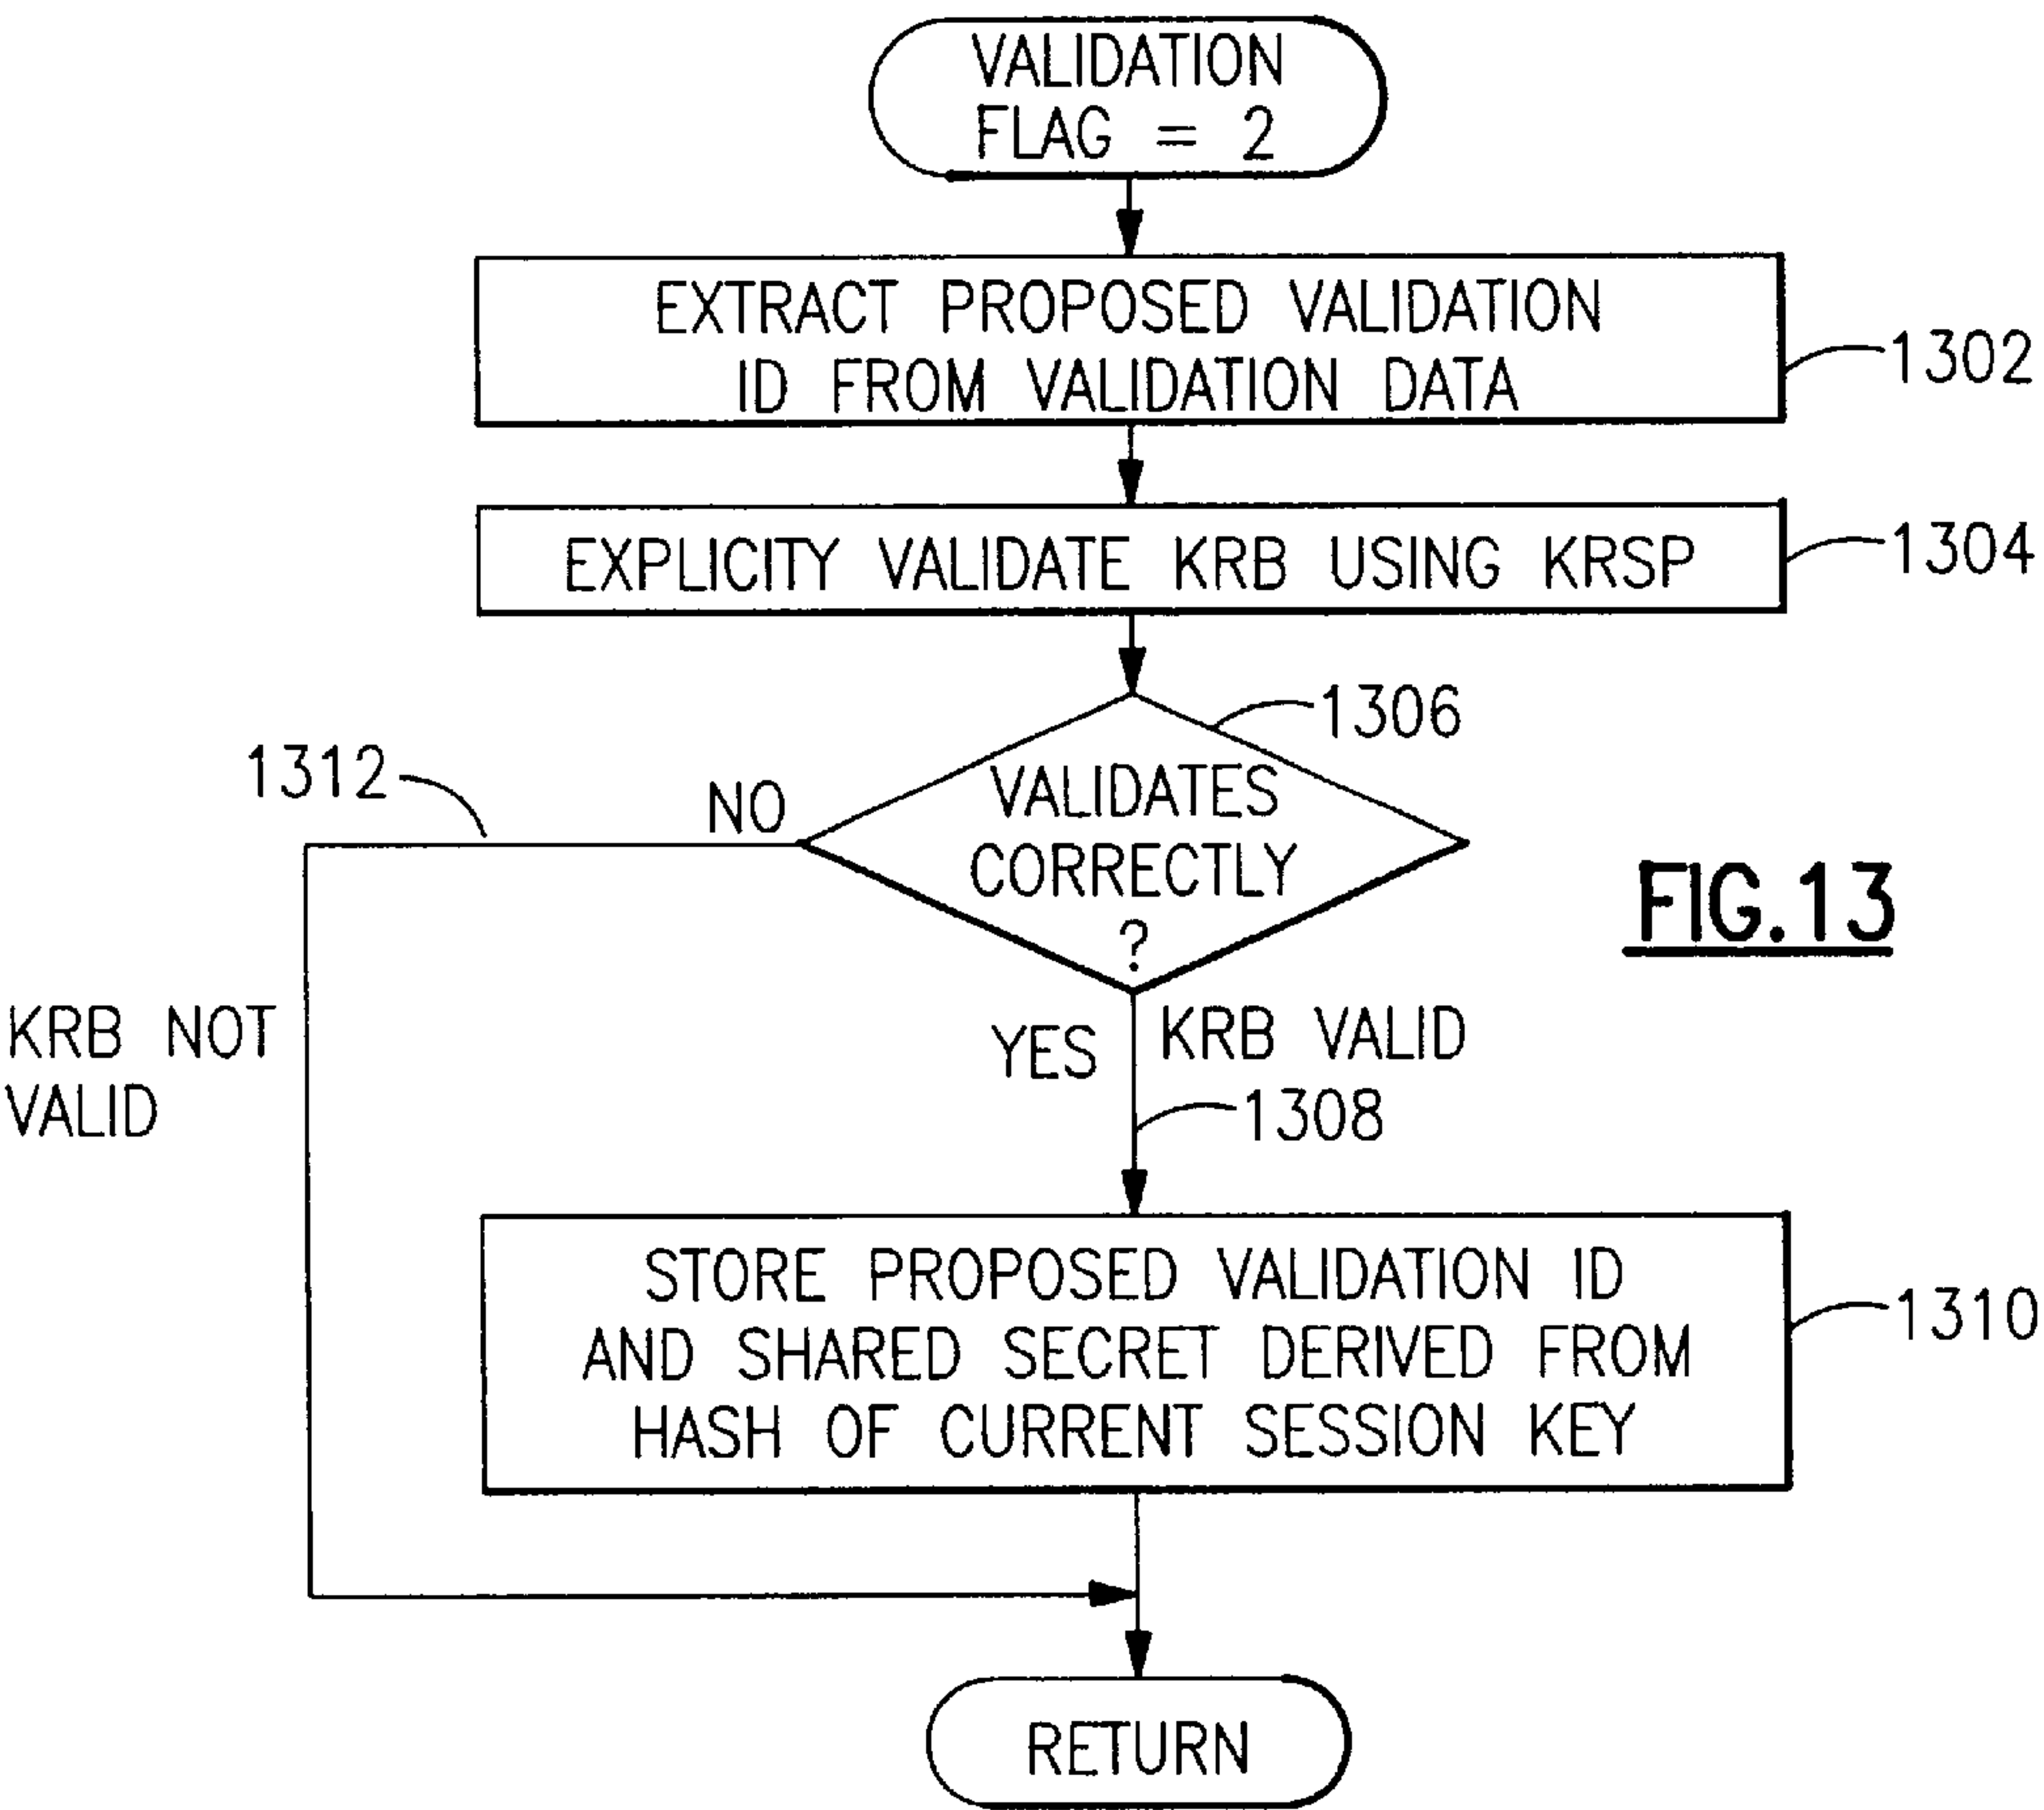 VALIDATION
FLAG = 2
EXTRACT PROPOSED VALIDATION
ID FROM VALIDATION DATA
1302
EXPLICITY VALIDATE KRB USING KRSP
1304
1306
1312
NO
VALIDATES
CORRECTLY
?
FIG.13
KRB NOT
VALID
YES
KRB VALID
1308
STORE PROPOSED VALIDATION ID
AND SHARED SECRET DERIVED FROM
HASH OF CURRENT SESSION KEY
1310
RETURN